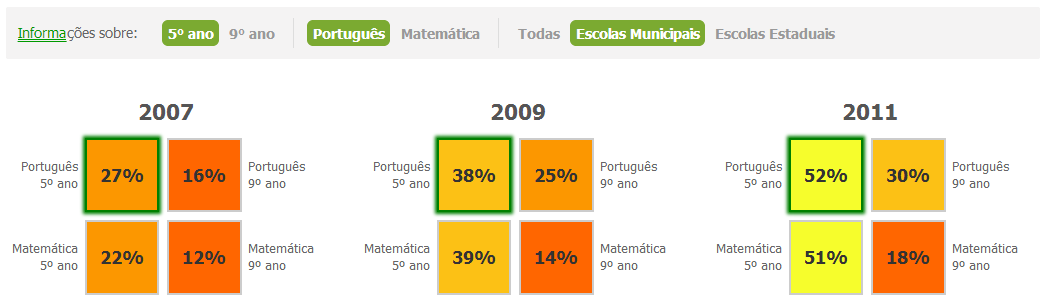 Informações sobre: 5º ano 9º ano Português Matemática Todas Escolas Municipais Escolas Estaduais
2007 2009 2011
Português 5º ano 27% 16% Português 9º ano
Matemática 5º ano 22% 12% Matemática 9º ano
Português 5º ano 38% 25% Português 9º ano
Matemática 5º ano 39% 14% Matemática 9º ano
Português 5º ano 52% 30% Português 9º ano
Matemática 5º ano 51% 18% Matemática 9º ano